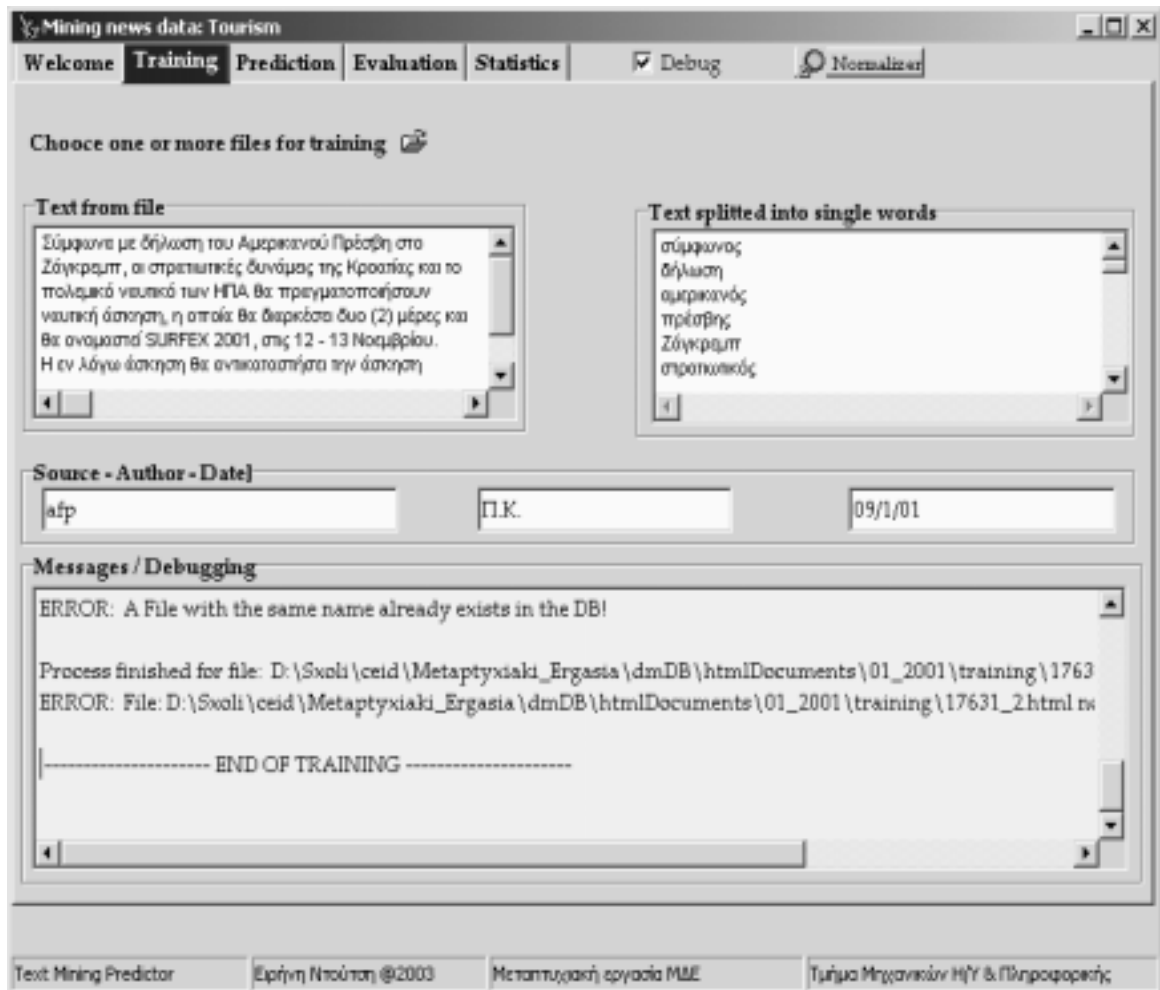 Mining news data: Tourism
Welcome Training Prediction Evaluation Statistics Debug Normalizer
Chooce one or more files for training
Text from file
Σύμφωνα με δήλωση του Αμερικανού Πρέσβη στο
Ζάγκρεμπ, οι στρατιωτικές δυνάμεις της Κροατίας και το
πολεμικό ναυτικό των ΗΠΑ θα πραγματοποιήσουν
ναυτική άσκηση, η οποία θα διαρκέσει δυο (2) μέρες και
θα ονομαστεί SURFEX 2001, στις 12 - 13 Νοεμβρίου.
Η εν λόγω άσκηση θα αντικαταστήσει την άσκηση
Text splitted into single words
σύμφωνος
δήλωση
αμερικανός
πρέσβης
Ζάγκρεμπ
στρατιωτικός
Source - Author - Date]
afp Π.Κ. 09/1/01
Messages / Debugging
ERROR: A File with the same name already exists in the DB!
Process finished for file: D:\Sxoli\ceid\Metaptyxiaki_Ergasia\dmDB\htmlDocuments\01_2001\training\1763
ERROR: File: D:\Sxoli\ceid\Metaptyxiaki_Ergasia\dmDB\htmlDocuments\01_2001\training\17631_2.html
--------------------- END OF TRAINING ---------------------
Text Mining Predictor Ειρήνη Ντούτση @2003 Μεταπτυχιακή εργασία ΜΔΕ Τμήμα Μηχανικών Η/Υ & Πληροφορικής